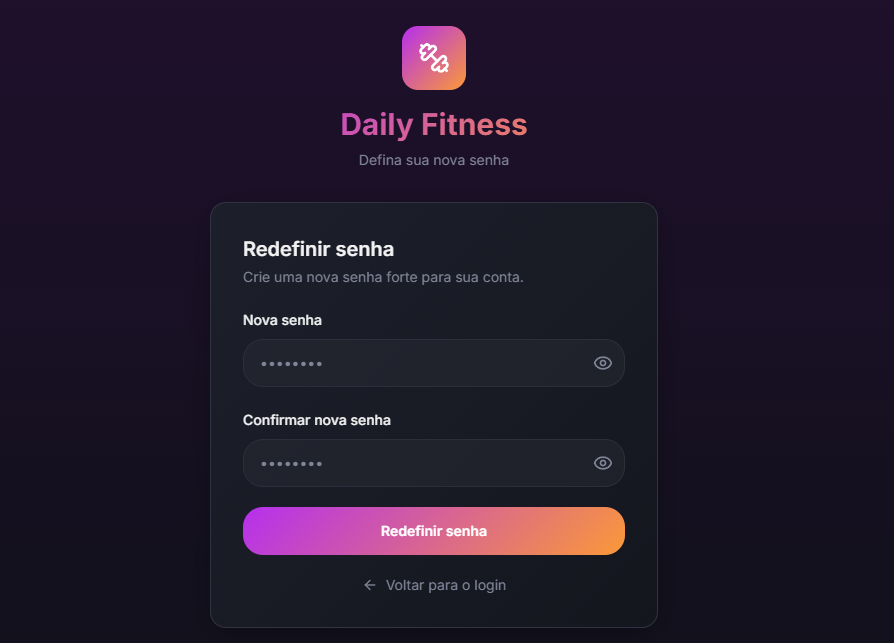 Daily Fitness
Defina sua nova senha
Redefinir senha
Crie uma nova senha forte para sua conta.
Nova senha
••••••••
Confirmar nova senha
••••••••
Redefinir senha
← Voltar para o login